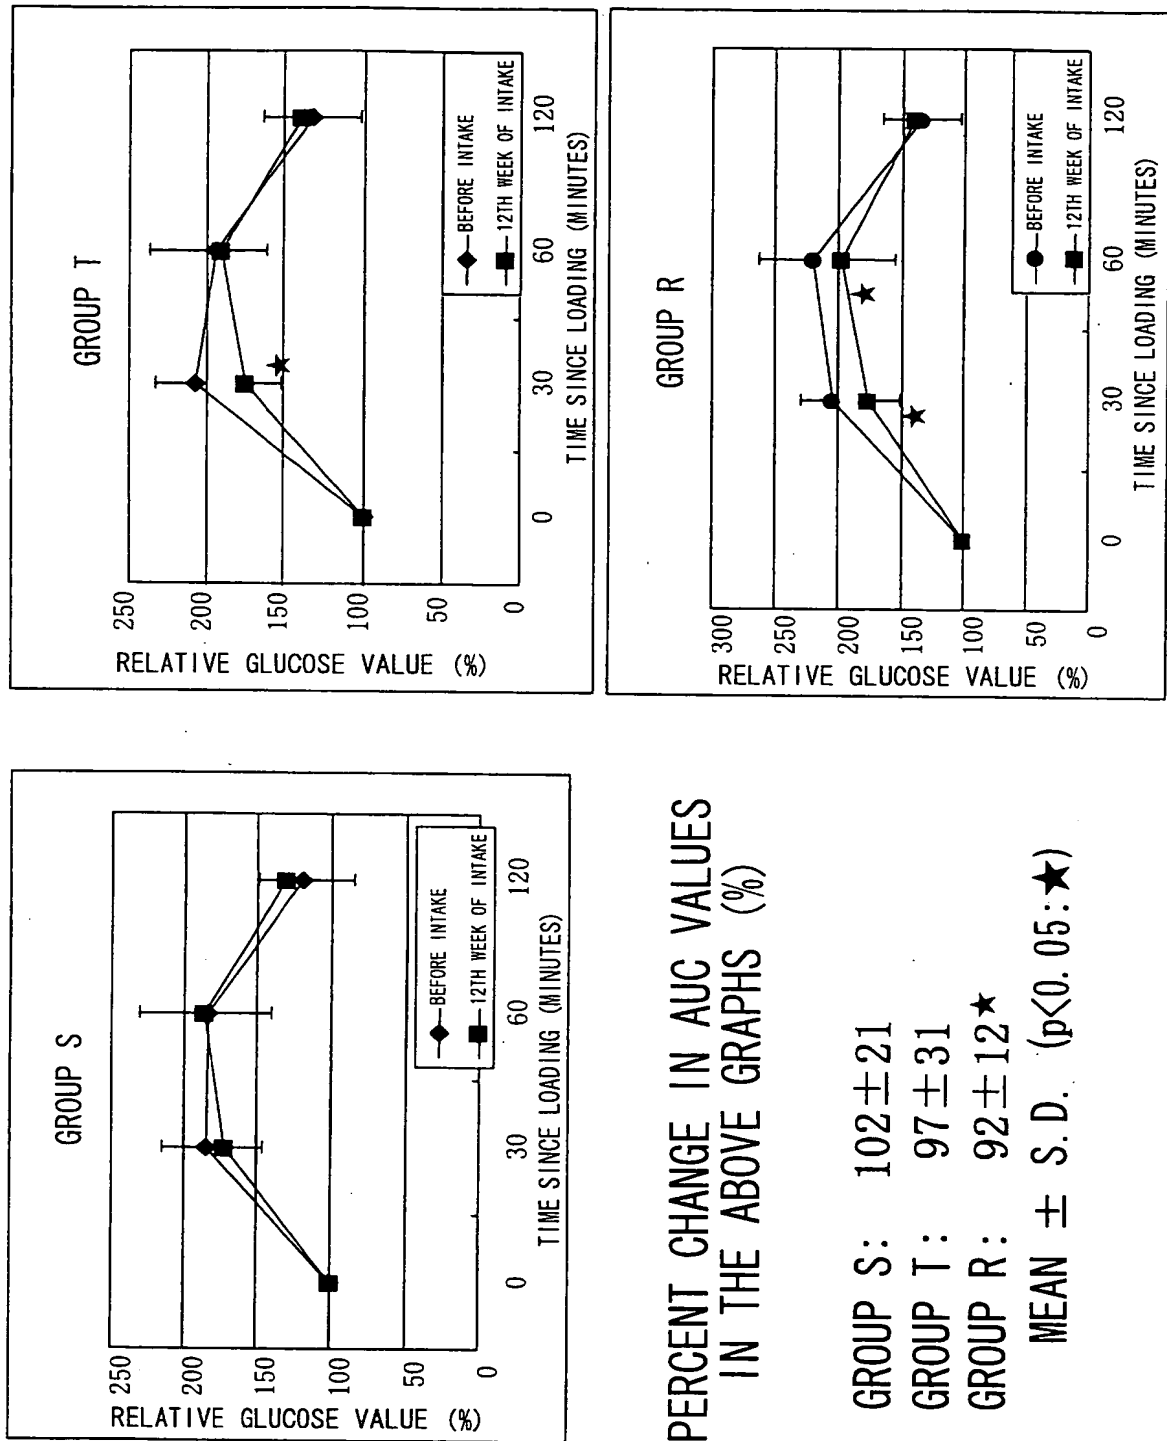 GROUP S
RELATIVE GLUCOSE VALUE (%)
250
200
150
100
50
0
0
30
60
120
TIME SINCE LOADING (MINUTES)
BEFORE INTAKE
12TH WEEK OF INTAKE
GROUP T
RELATIVE GLUCOSE VALUE (%)
250
200
150
100
50
0
0
30
60
120
TIME SINCE LOADING (MINUTES)
BEFORE INTAKE
12TH WEEK OF INTAKE
★
PERCENT CHANGE IN AUC VALUES
IN THE ABOVE GRAPHS (%)
GROUP S: 102±21
GROUP T: 97±31
GROUP R: 92±12★
MEAN ± S.D. (p<0.05:★)
GROUP R
RELATIVE GLUCOSE VALUE (%)
300
250
200
150
100
50
0
0
30
60
120
TIME SINCE LOADING (MINUTES)
BEFORE INTAKE
12TH WEEK OF INTAKE
★
★